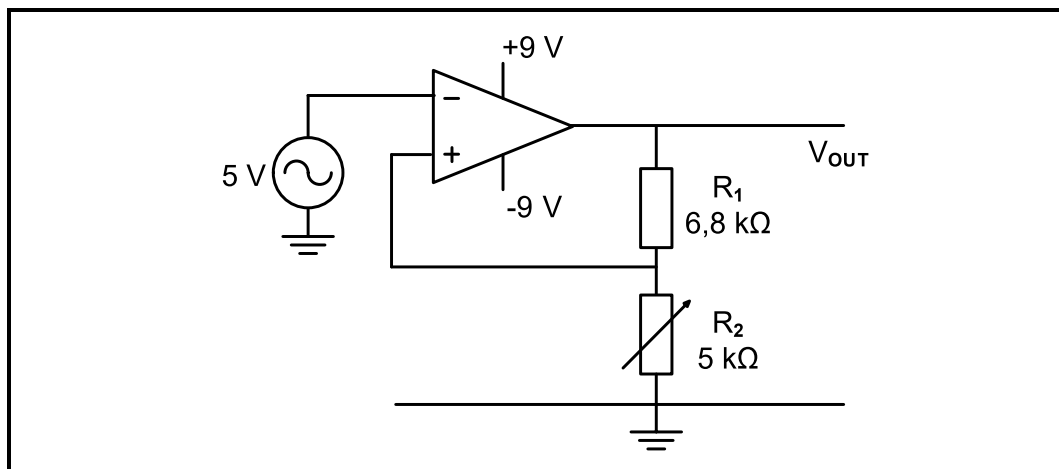 +9 V
−
+
5 V
-9 V
V_OUT
R₁
6,8 kΩ
R₂
5 kΩ